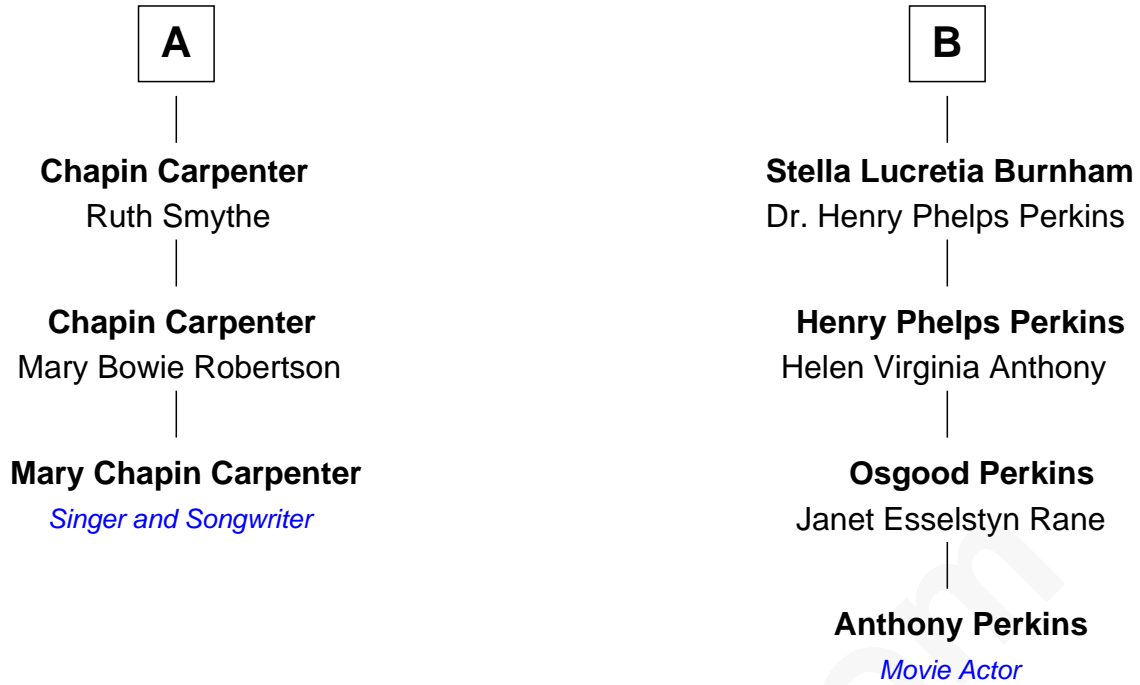 A
Chapin Carpenter
Ruth Smythe
Chapin Carpenter
Mary Bowie Robertson
Mary Chapin Carpenter
Singer and Songwriter
B
Stella Lucretia Burnham
Dr. Henry Phelps Perkins
Henry Phelps Perkins
Helen Virginia Anthony
Osgood Perkins
Janet Esselstyn Rane
Anthony Perkins
Movie Actor
om